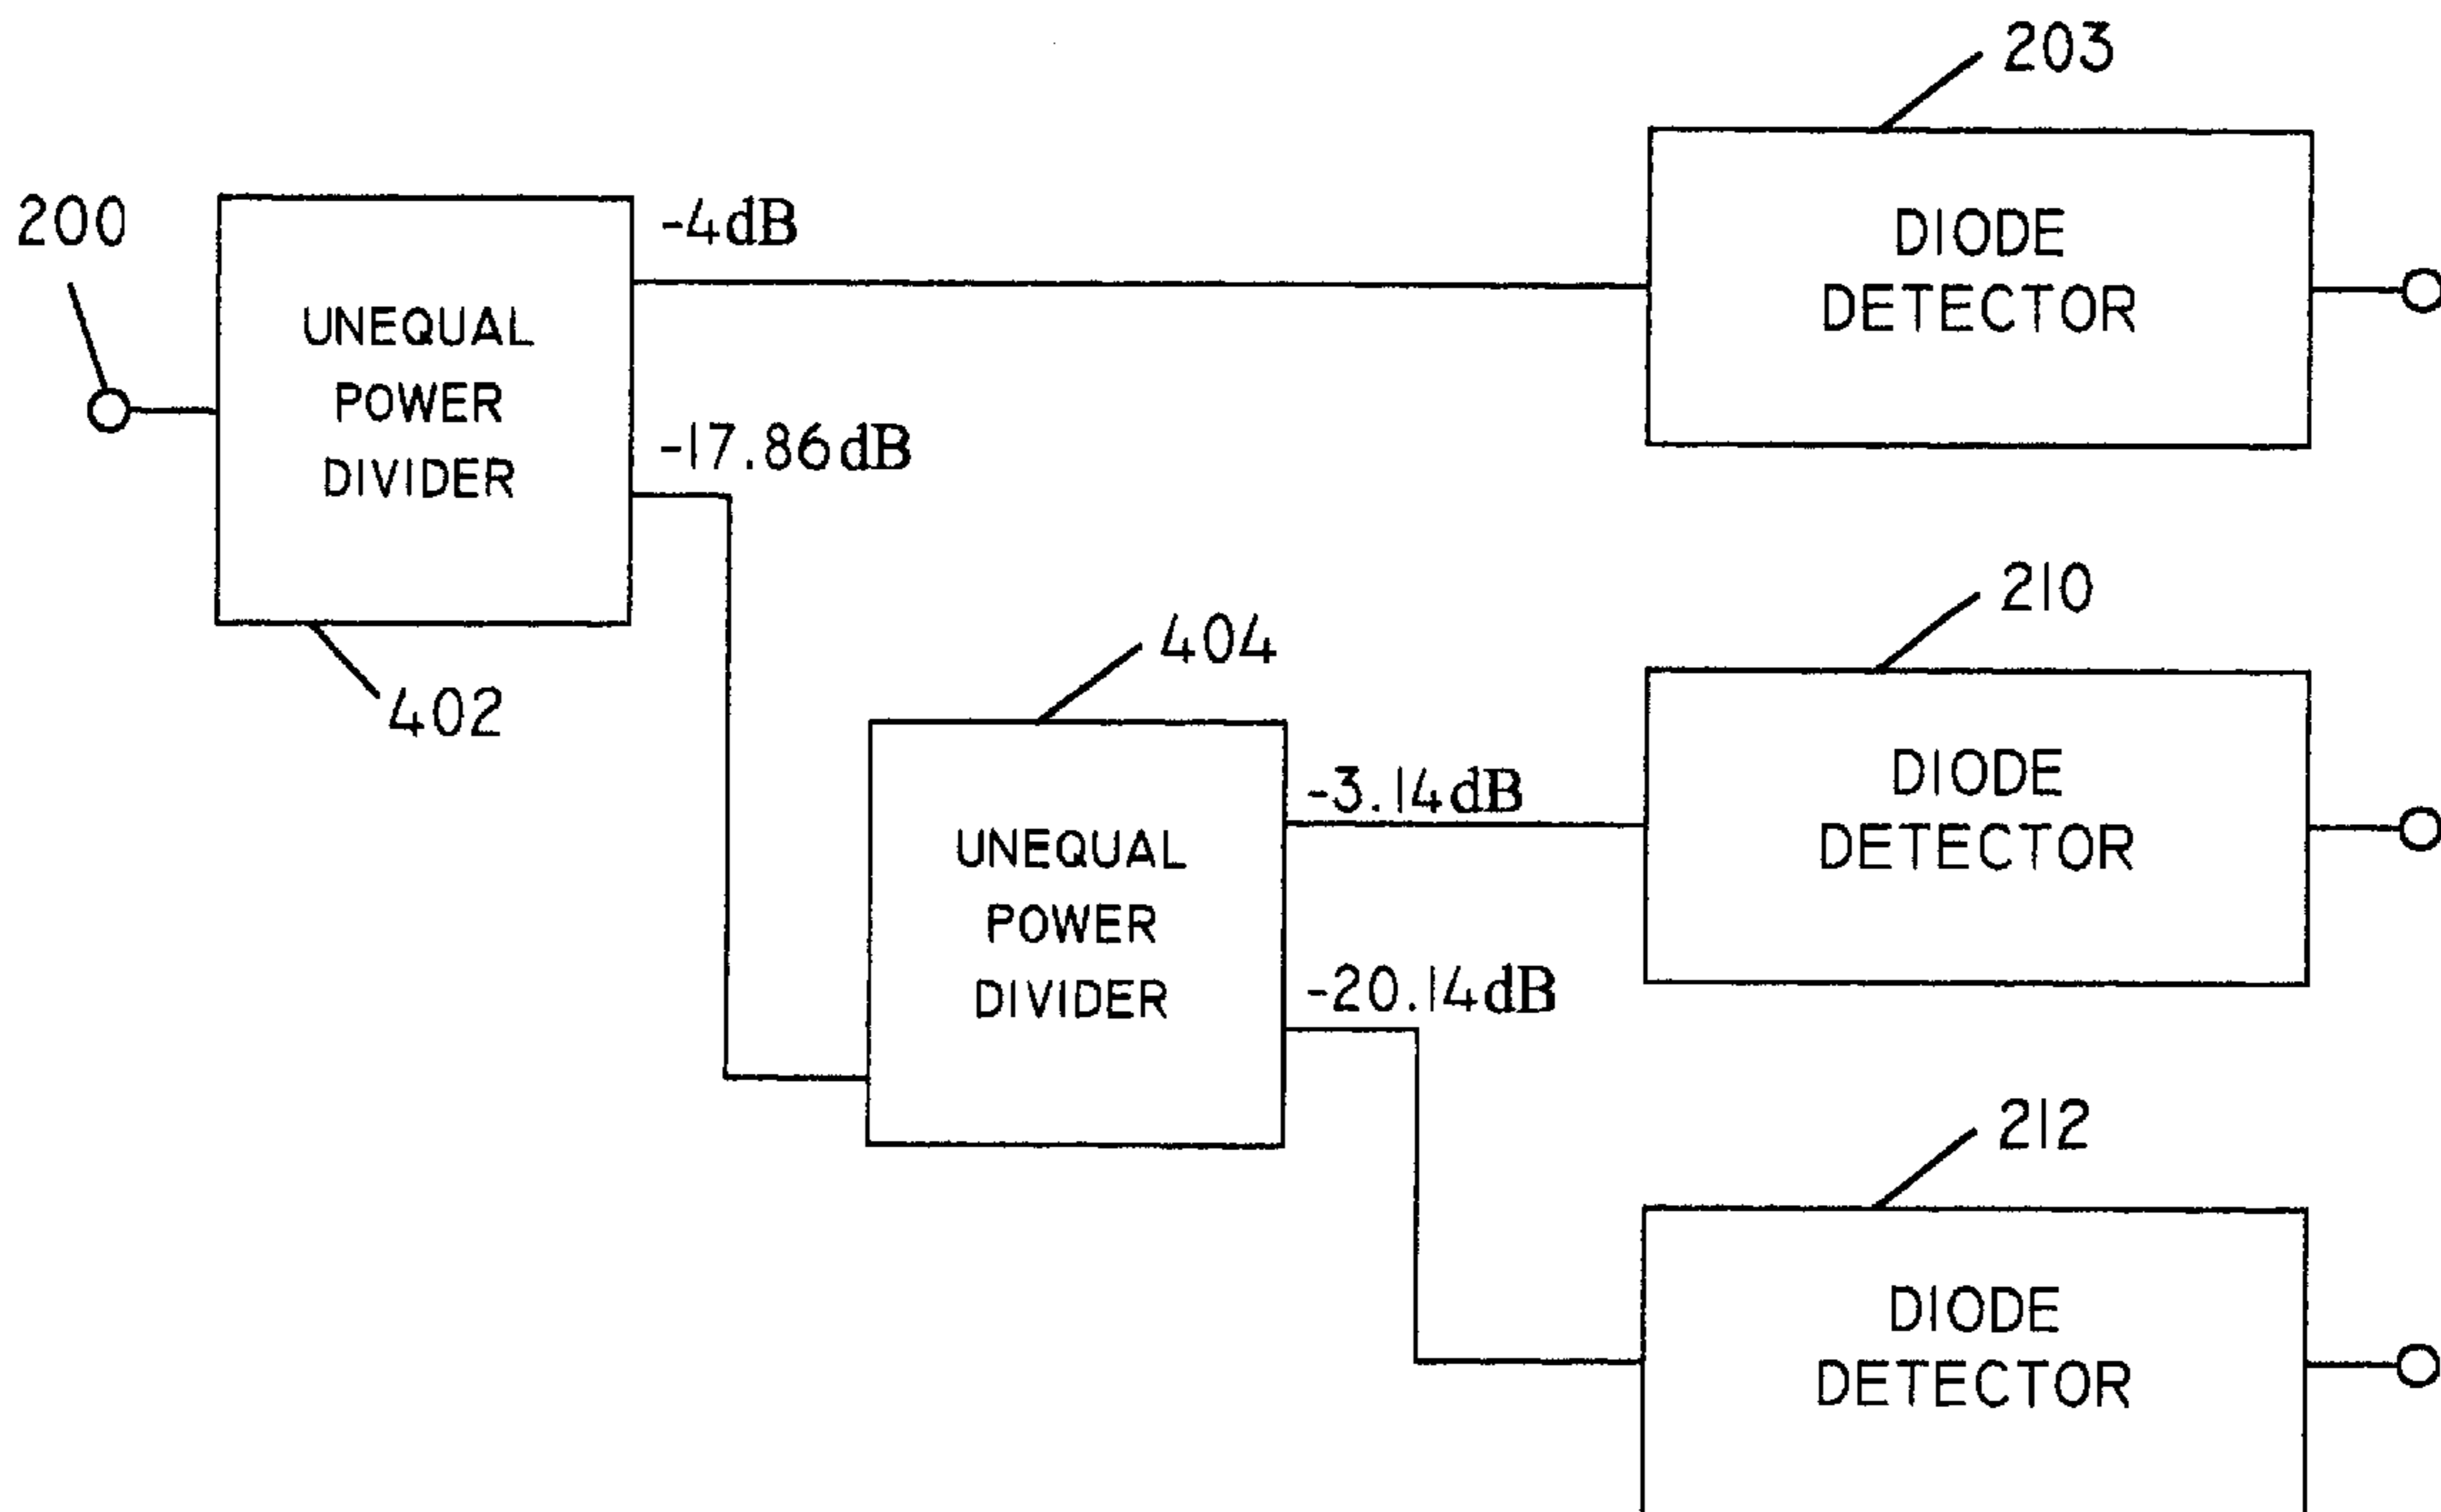 203
200
-4dB
DIODE
DETECTOR
UNEQUAL
POWER
DIVIDER
-17.86dB
402
210
404
-3.14dB
DIODE
DETECTOR
UNEQUAL
POWER
DIVIDER
-20.14dB
212
DIODE
DETECTOR